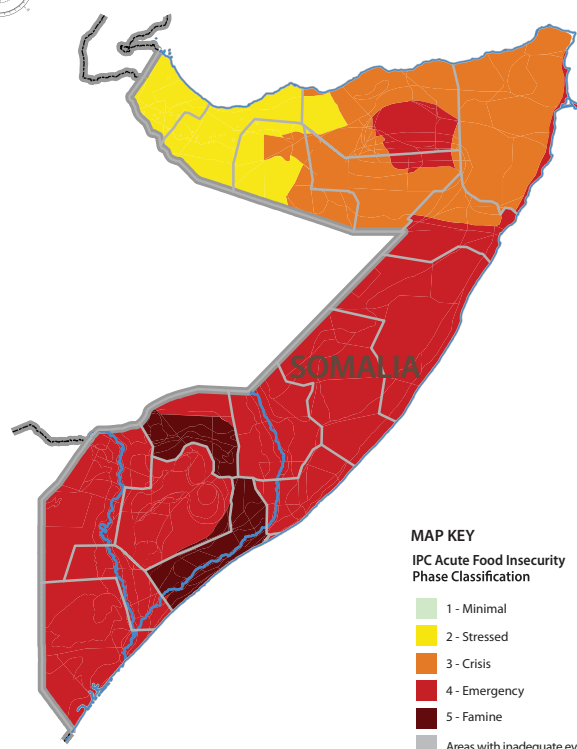 SOMALIA
MAP KEY
IPC Acute Food Insecurity
Phase Classification
1 - Minimal
2 - Stressed
3 - Crisis
4 - Emergency
5 - Famine
Areas with inadequate